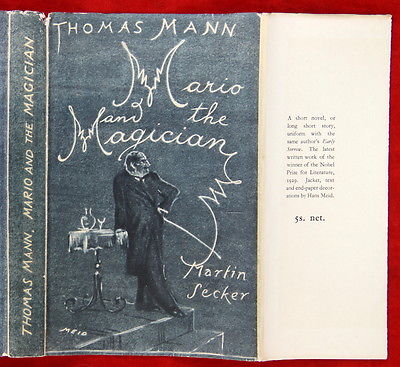 THOMAS MANN. MARIO AND THE MAGICIAN
THOMAS MANN
Mario
and the
Magician
Martin
Secker
MEID
A short novel, or
long short story,
uniform with the
same author's Early
Sorrow. The latest
written work of the
winner of the Nobel
Prize for Literature,
1929. Jacket, text
and end-paper decor-
ations by Hans Meid.
5s. net.